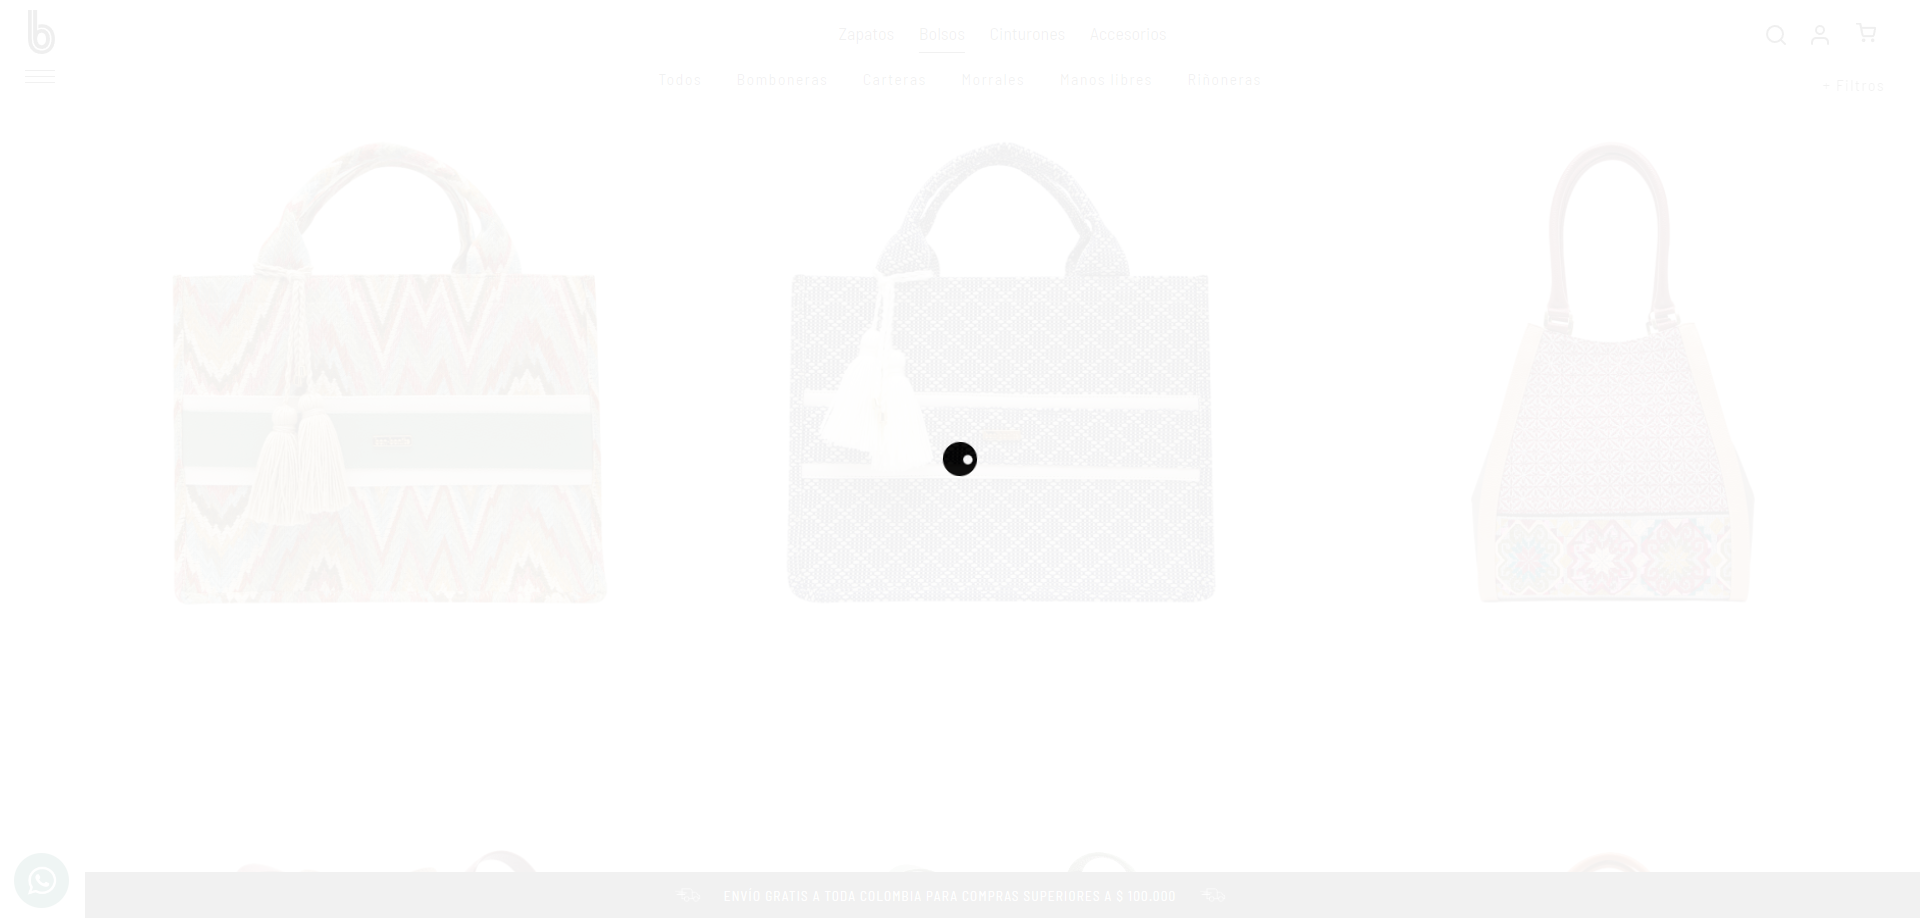 b
Zapatos Bolsos Cinturones Accesorios
Todos Bomboneras Carteras Morrales Manos libres Riñoneras
+ Filtros
ENVÍO GRATIS A TODA COLOMBIA PARA COMPRAS SUPERIORES A $ 100.000